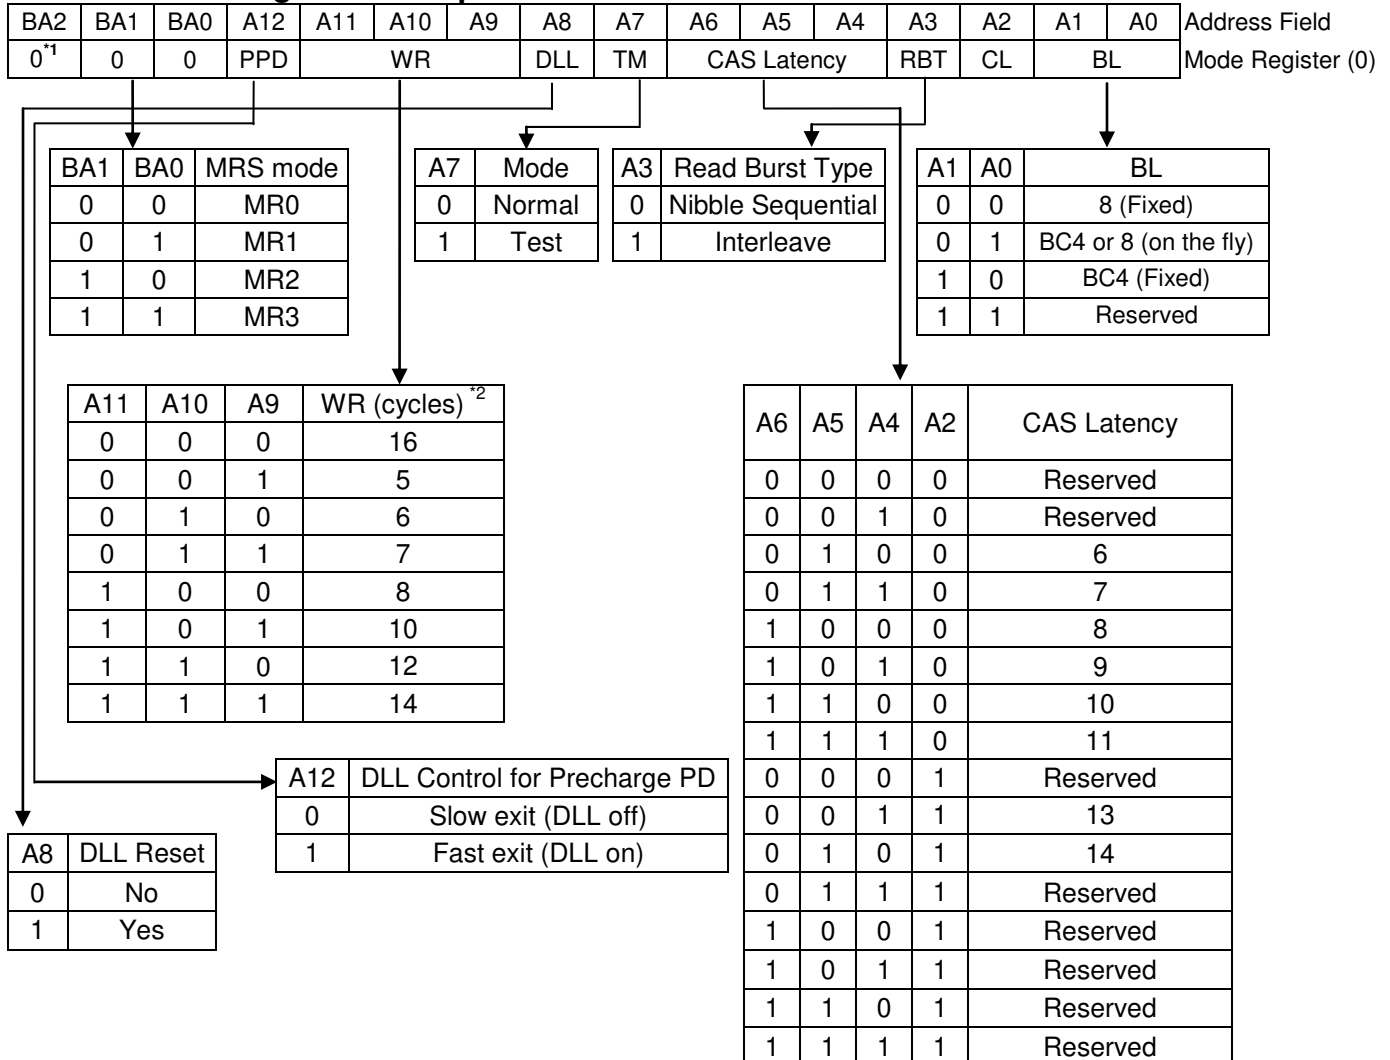 BA2 BA1 BA0 A12 A11 A10 A9 A8 A7 A6 A5 A4 A3 A2 A1 A0 Address Field
0*1 0 0 PPD WR DLL TM CAS Latency RBT CL BL Mode Register (0)
BA1 BA0 MRS mode
0 0 MR0
0 1 MR1
1 0 MR2
1 1 MR3
A7 Mode
0 Normal
1 Test
A3 Read Burst Type
0 Nibble Sequential
1 Interleave
A1 A0 BL
0 0 8 (Fixed)
0 1 BC4 or 8 (on the fly)
1 0 BC4 (Fixed)
1 1 Reserved
A11 A10 A9 WR (cycles) *2
0 0 0 16
0 0 1 5
0 1 0 6
0 1 1 7
1 0 0 8
1 0 1 10
1 1 0 12
1 1 1 14
A6 A5 A4 A2 CAS Latency
0 0 0 0 Reserved
0 0 1 0 Reserved
0 1 0 0 6
0 1 1 0 7
1 0 0 0 8
1 0 1 0 9
1 1 0 0 10
1 1 1 0 11
0 0 0 1 Reserved
0 0 1 1 13
0 1 0 1 14
0 1 1 1 Reserved
1 0 0 1 Reserved
1 0 1 1 Reserved
1 1 0 1 Reserved
1 1 1 1 Reserved
A12 DLL Control for Precharge PD
0 Slow exit (DLL off)
1 Fast exit (DLL on)
A8 DLL Reset
0 No
1 Yes